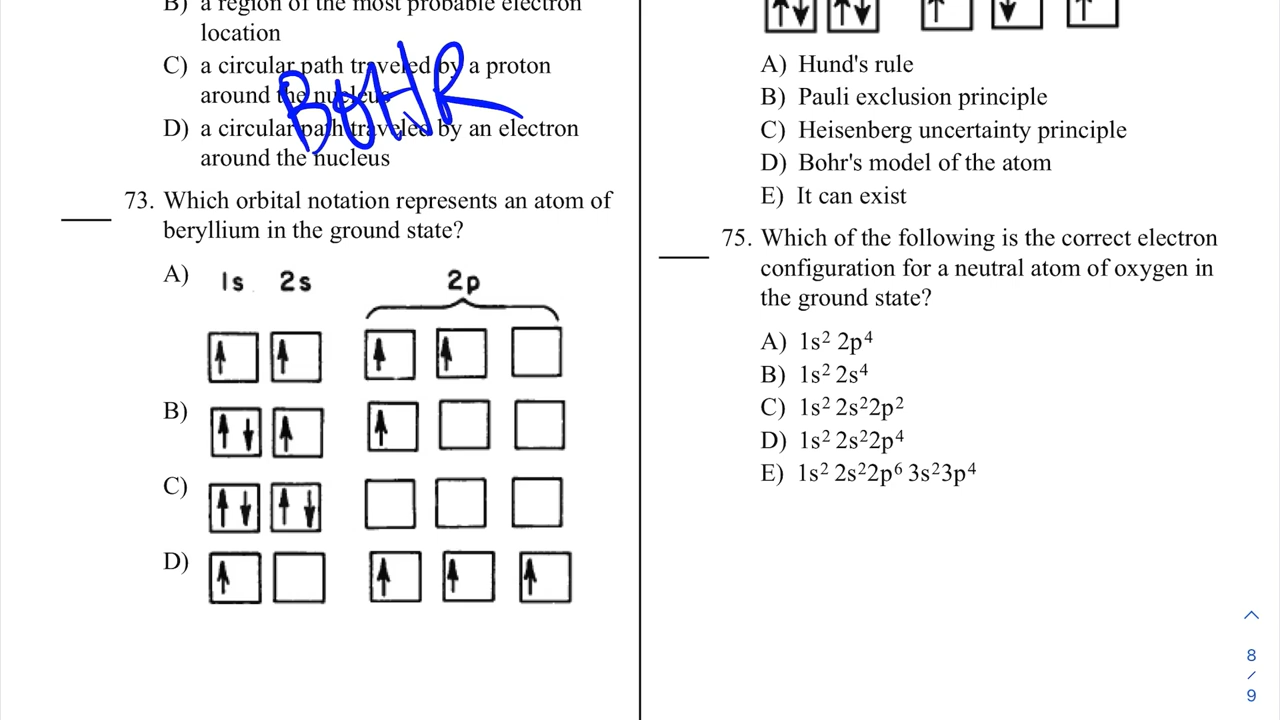 B) a region of the most probable electron
location
C) a circular path traveled by a proton
around the nucleus
D) a circular path traveled by an electron
around the nucleus
BOHR
73. Which orbital notation represents an atom of
beryllium in the ground state?
A) 1s 2s 2p
B)
C)
D)
A) Hund's rule
B) Pauli exclusion principle
C) Heisenberg uncertainty principle
D) Bohr's model of the atom
E) It can exist
75. Which of the following is the correct electron
configuration for a neutral atom of oxygen in
the ground state?
A) 1s² 2p⁴
B) 1s² 2s⁴
C) 1s² 2s²2p²
D) 1s² 2s²2p⁴
E) 1s² 2s²2p⁶ 3s²3p⁴
8
/
9